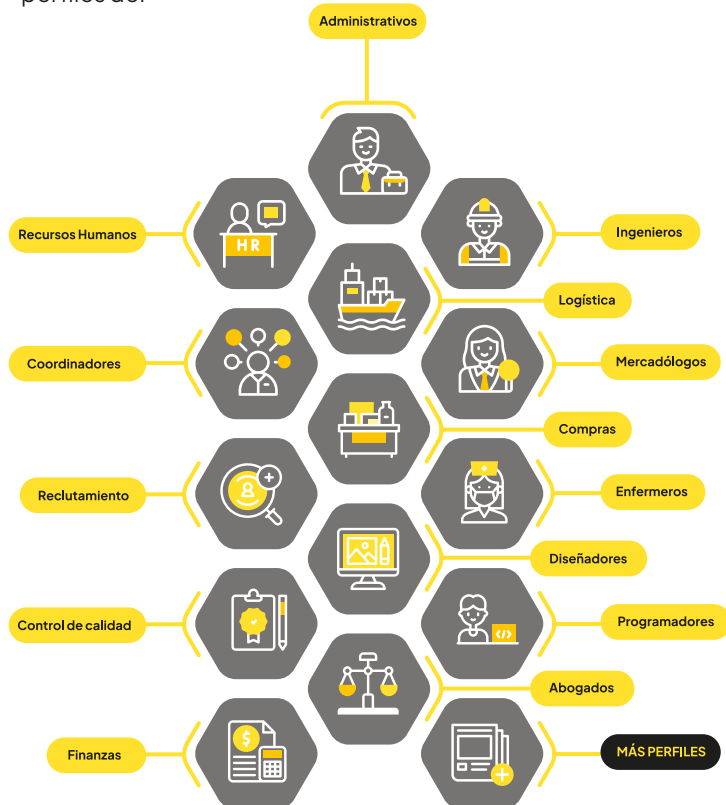 Administrativos
Recursos Humanos
HR
Ingenieros
Logística
Coordinadores
Mercadólogos
Compras
Reclutamiento
Enfermeros
Diseñadores
Control de calidad
</>
Programadores
Abogados
$
Finanzas
MÁS PERFILES